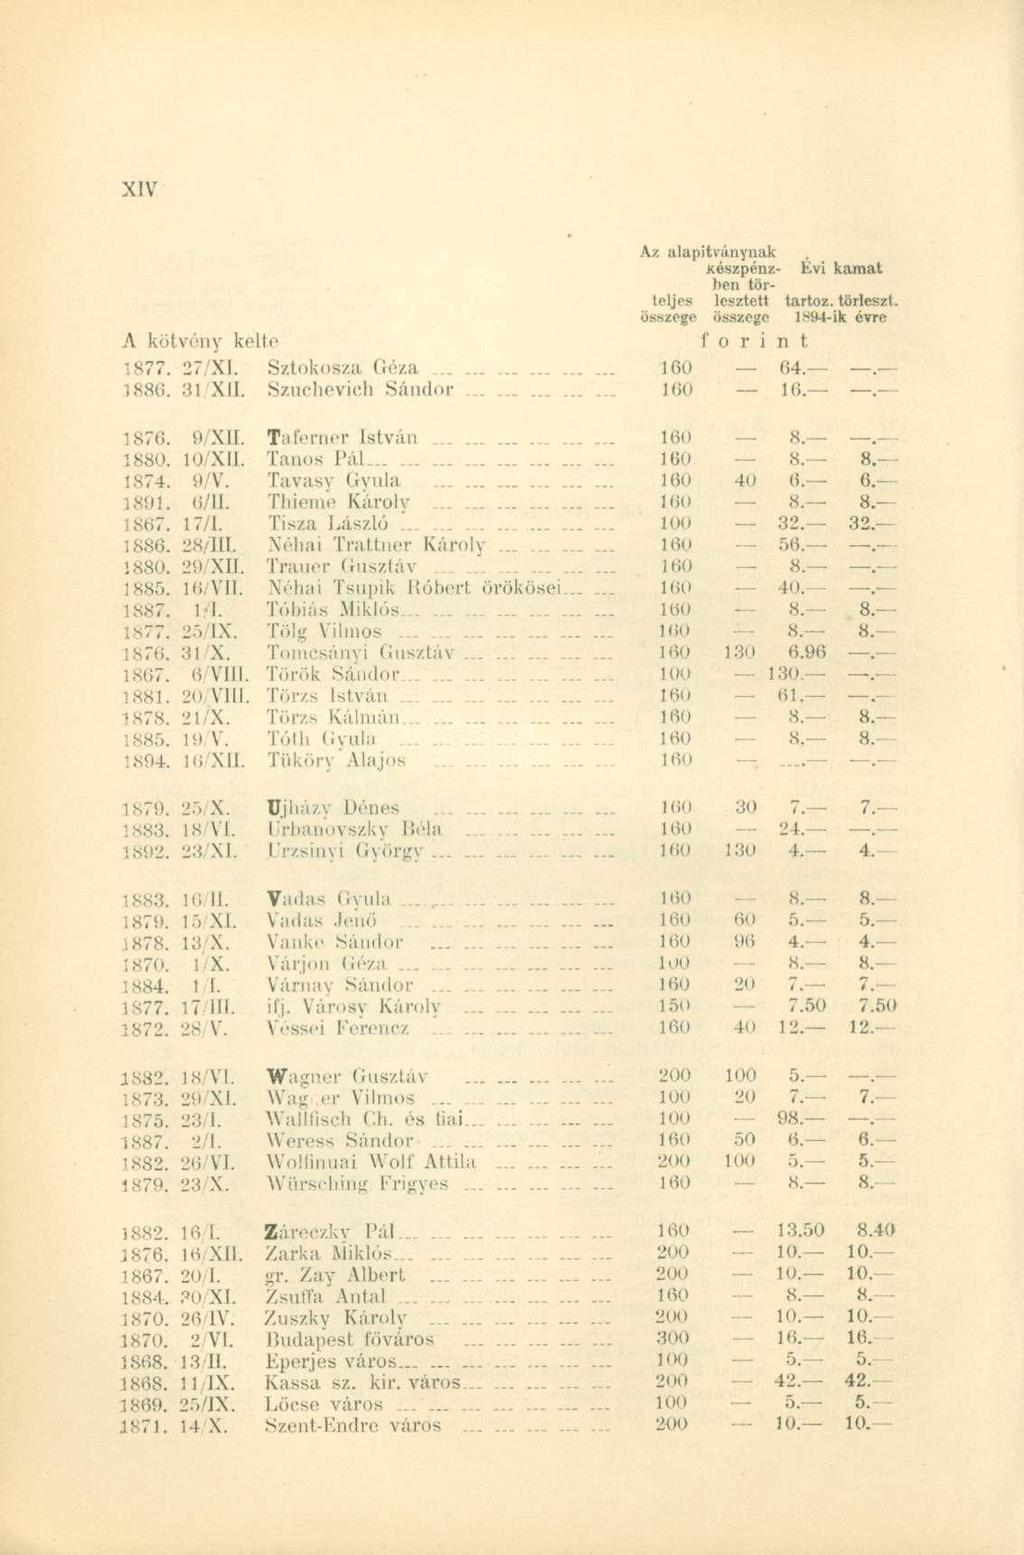 XIV
Az alapitványnak
készpénz- Évi kamat
ben tör-
teljes lesztett tartoz. törleszt.
összege összege 1894-ik évre
A kötvény kelte forint
1877. 27/XI. Sztokosza Géza 160 — 64.— —.—
1886. 31/XII. Szuchevich Sándor 160 — 16.— —.—
1876. 9/XII. Taferner István 160 — 8.— —.—
1880. 10/XII. Tanos Pál 160 — 8.— 8.—
1874. 9/V. Tavasy Gyula 160 40 6.— 6.—
1891. 6/II. Thieme Károly 160 — 8.— 8.—
1867. 17/I. Tisza László 100 — 32.— 32.—
1886. 28/III. Néhai Trattner Károly 160 — 56.— —.—
1880. 29/XII. Trauer Gusztáv 160 — 8.— —.—
1885. 16/VII. Néhai Tsupik Róbert örökösei 160 — 40.— —.—
1887. 1/I. Tóbiás Miklós 160 — 8.— 8.—
1877. 25/IX. Tölg Vilmos 160 — 8.— 8.—
1876. 31/X. Tomcsányi Gusztáv 160 130 6.96 —.—
1867. 6/VIII. Török Sándor 100 — 130.— —.—
1881. 20/VIII. Törzs István 160 — 61.— —.—
1878. 21/X. Törzs Kálmán 160 — 8.— 8.—
1885. 19/V. Tóth Gyula 160 — 8.— 8.—
1894. 16/XII. Tüköry Alajos 160 — ....— —.—
1879. 25/X. Ujházy Dénes 160 30 7.— 7.—
1883. 18/VI. Urbanovszky Béla 160 — 24.— —.—
1892. 23/XI. Urzsinyi György 160 130 4.— 4.—
1883. 16/II. Vadas Gyula 160 — 8.— 8.—
1879. 15/XI. Vadas Jenő 160 60 5.— 5.—
1878. 13/X. Vanke Sándor 160 96 4.— 4.—
1870. 1/X. Várjon Géza 100 — 8.— 8.—
1884. 1/I. Várnay Sándor 160 20 7.— 7.—
1877. 17/III. ifj. Városy Károly 150 — 7.50 7.50
1872. 28/V. Véssei Ferencz 160 40 12.— 12.—
1882. 18/VI. Wagner Gusztáv 200 100 5.— —.—
1873. 29/XI. Wag er Vilmos 100 20 7.— 7.—
1875. 23/I. Wallfisch Ch. és fiai 100 — 98.— —.—
1887. 2/I. Weress Sándor 160 50 6.— 6.—
1882. 26/VI. Wolfinuai Wolf Attila 200 100 5.— 5.—
1879. 23/X. Würsching Frigyes 160 — 8.— 8.—
1882. 16/I. Záreczky Pál 160 — 13.50 8.40
1876. 16/XII. Zarka Miklós 200 — 10.— 10.—
1867. 20/I. gr. Zay Albert 200 — 10.— 10.—
1884. 30/XI. Zsuffa Antal 160 — 8.— 8.—
1870. 26/IV. Zuszky Károly 200 — 10.— 10.—
1870. 2/VI. Budapest főváros 300 — 16.— 16.—
1868. 13/II. Eperjes város 100 — 5.— 5.—
1868. 11/IX. Kassa sz. kir. város 200 — 42.— 42.—
1869. 25/IX. Lőcse város 100 — 5.— 5.—
1871. 14/X. Szent-Endre város 200 — 10.— 10.—